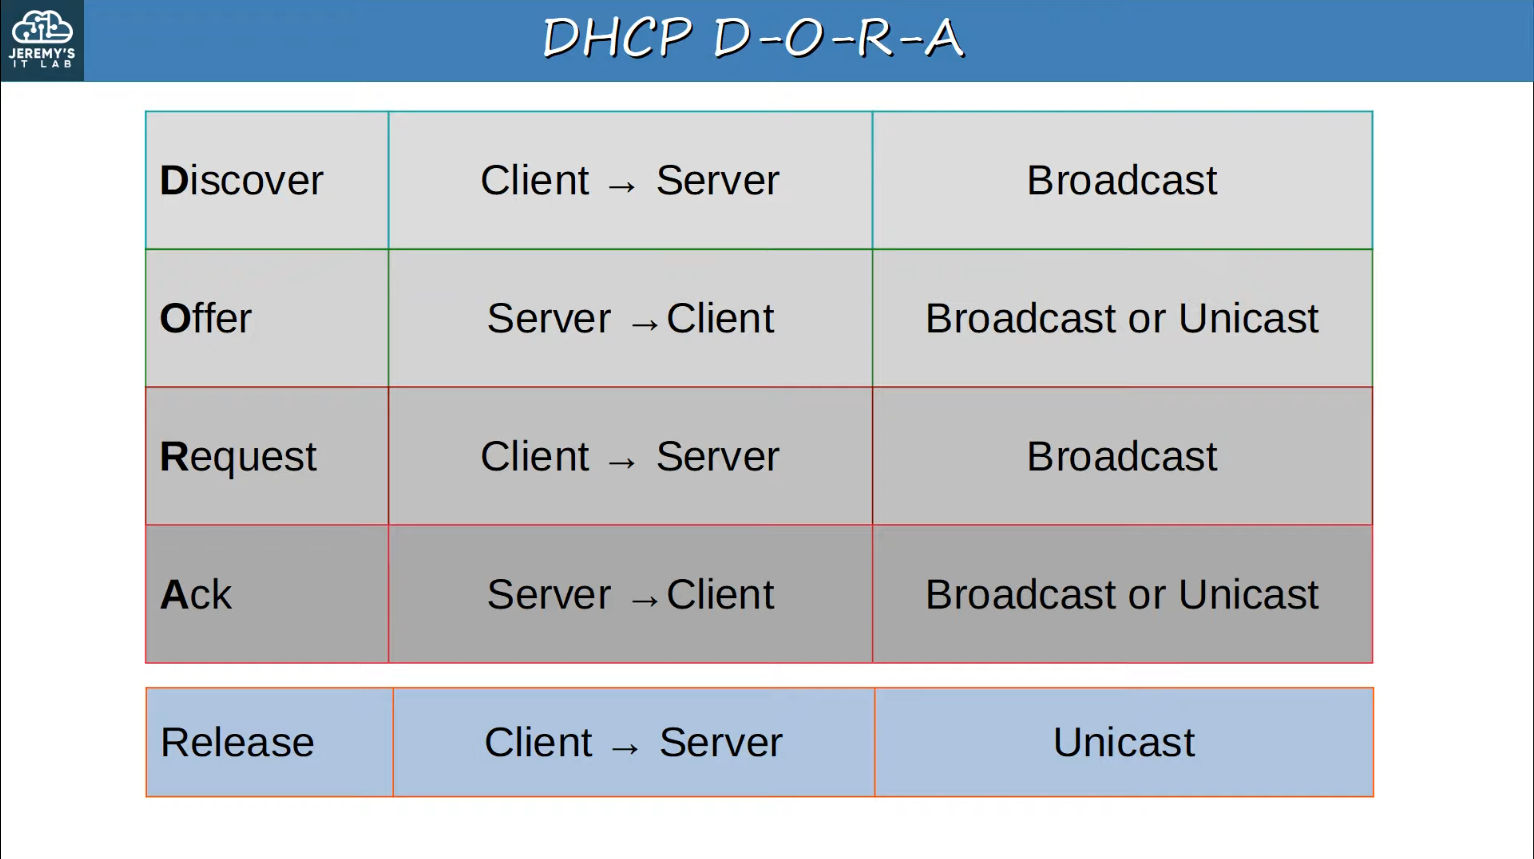 JEREMY'S
IT LAB
DHCP D-O-R-A
Discover Client → Server Broadcast
Offer Server →Client Broadcast or Unicast
Request Client → Server Broadcast
Ack Server →Client Broadcast or Unicast
Release Client → Server Unicast